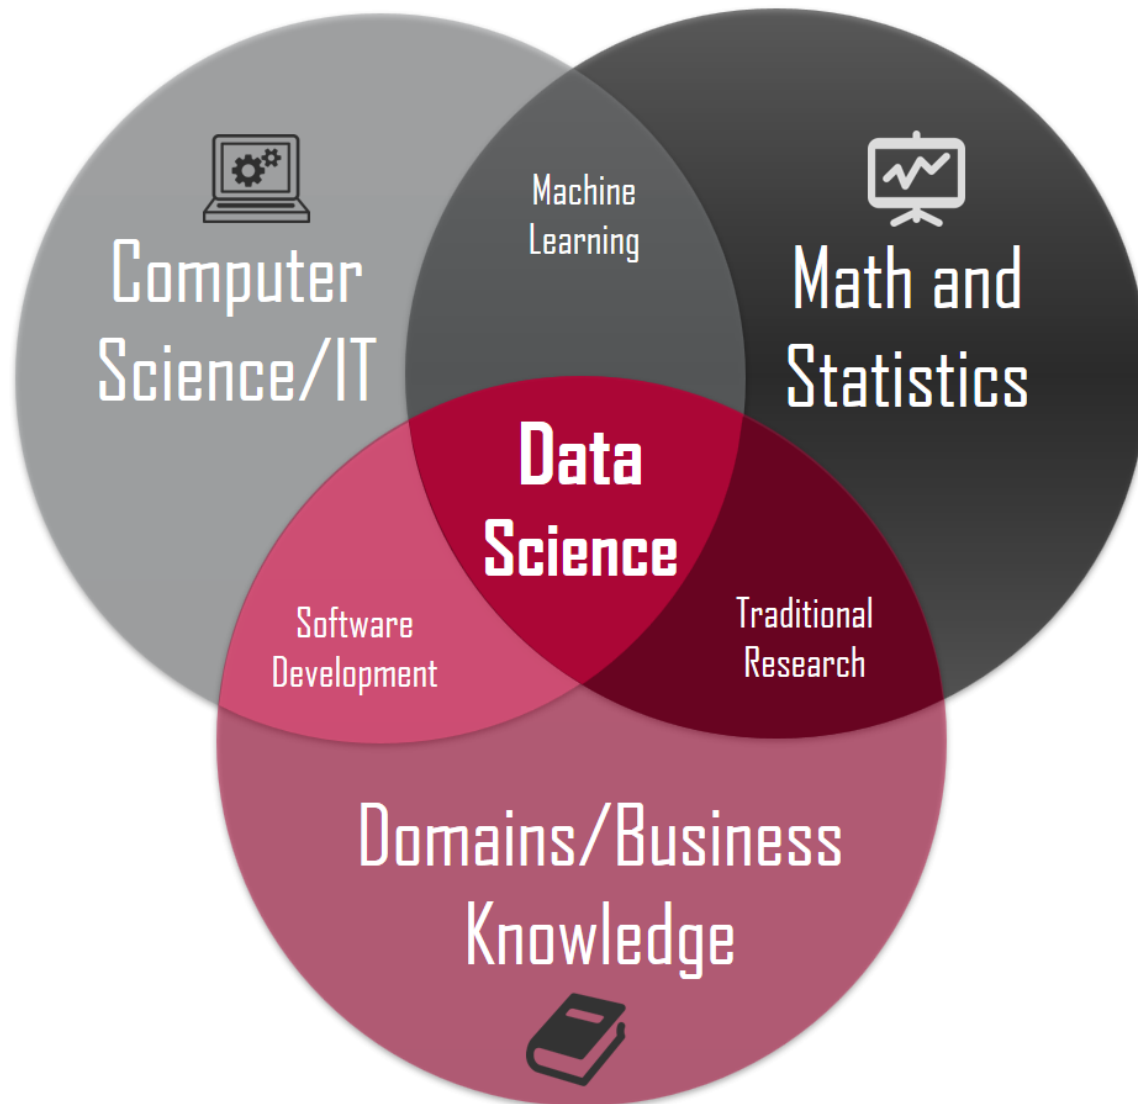 Machine
Learning
Computer
Science/IT
Math and
Statistics
Data
Science
Software
Development
Traditional
Research
Domains/Business
Knowledge